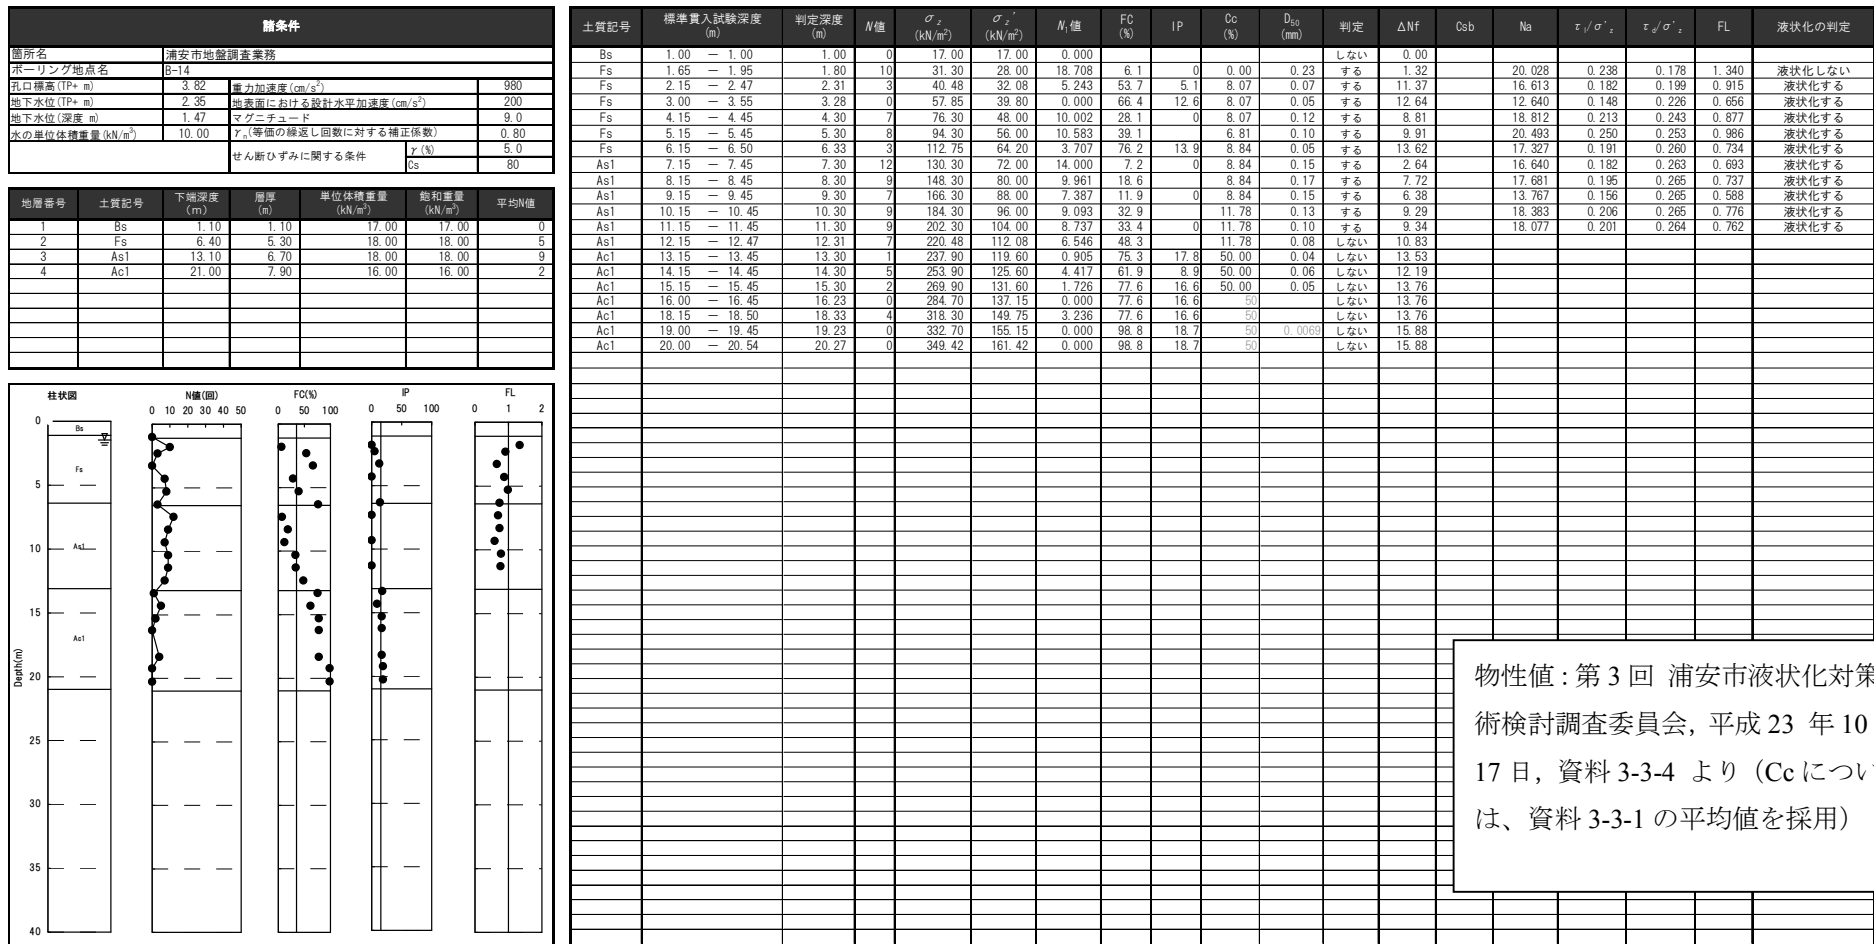 諸条件
箇所名 浦安市地盤調査業務
ボーリング地点名 B-14
孔口標高(TP+ m) 3.82 重力加速度(cm/s²) 980
地下水位(TP+ m) 2.35 地表面における設計水平加速度(cm/s²) 200
地下水位(深度 m) 1.47 マグニチュード 9.0
水の単位体積重量(kN/m³) 10.00 γn(等価の繰返し回数に対する補正係数) 0.80
せん断ひずみに関する条件 γ(%) 5.0
Cs 80
地層番号 土質記号 下端深度(m) 層厚(m) 単位体積重量(kN/m³) 飽和重量(kN/m³) 平均N値
1 Bs 1.10 1.10 17.00 17.00 0
2 Fs 6.40 5.30 18.00 18.00 5
3 As1 13.10 6.70 18.00 18.00 9
4 Ac1 21.00 7.90 16.00 16.00 2
柱状図 N値(回) FC(%) IP FL
0 10 20 30 40 50 0 50 100 0 50 100 0 1 2
0
Bs
Fs
5
As1
10
15
Ac1
Depth(m)
20
25
30
35
40
土質記号 標準貫入試験深度(m) 判定深度(m) N値 σz(kN/m²) σz'(kN/m²) N₁値 FC(%) IP Cc(%) D₅₀(mm) 判定 ΔNf Csb Na τl/σ'z τd/σ'z FL 液状化の判定
Bs 1.00 − 1.00 1.00 0 17.00 17.00 0.000 しない 0.00
Fs 1.65 − 1.95 1.80 10 31.30 28.00 18.708 6.1 0 0.00 0.23 する 1.32 20.028 0.238 0.178 1.340 液状化しない
Fs 2.15 − 2.47 2.31 3 40.48 32.08 5.243 53.7 5.1 8.07 0.07 する 11.37 16.613 0.182 0.199 0.915 液状化する
Fs 3.00 − 3.55 3.28 0 57.85 39.80 0.000 66.4 12.6 8.07 0.05 する 12.64 12.640 0.148 0.226 0.656 液状化する
Fs 4.15 − 4.45 4.30 7 76.30 48.00 10.002 28.1 0 8.07 0.12 する 8.81 18.812 0.213 0.243 0.877 液状化する
Fs 5.15 − 5.45 5.30 8 94.30 56.00 10.583 39.1 6.81 0.10 する 9.91 20.493 0.250 0.253 0.986 液状化する
Fs 6.15 − 6.50 6.33 3 112.75 64.20 3.707 76.2 13.9 8.84 0.05 する 13.62 17.327 0.191 0.260 0.734 液状化する
As1 7.15 − 7.45 7.30 12 130.30 72.00 14.000 7.2 0 8.84 0.15 する 2.64 16.640 0.182 0.263 0.693 液状化する
As1 8.15 − 8.45 8.30 9 148.30 80.00 9.961 18.6 8.84 0.17 する 7.72 17.681 0.195 0.265 0.737 液状化する
As1 9.15 − 9.45 9.30 7 166.30 88.00 7.387 11.9 0 8.84 0.15 する 6.38 13.767 0.156 0.265 0.588 液状化する
As1 10.15 − 10.45 10.30 9 184.30 96.00 9.093 32.9 11.78 0.13 する 9.29 18.383 0.206 0.265 0.776 液状化する
As1 11.15 − 11.45 11.30 9 202.30 104.00 8.737 33.4 0 11.78 0.10 する 9.34 18.077 0.201 0.264 0.762 液状化する
As1 12.15 − 12.47 12.31 7 220.48 112.08 6.546 48.3 11.78 0.08 しない 10.83
Ac1 13.15 − 13.45 13.30 1 237.90 119.60 0.905 75.3 17.8 50.00 0.04 しない 13.53
Ac1 14.15 − 14.45 14.30 5 253.90 125.60 4.417 61.9 8.9 50.00 0.06 しない 12.19
Ac1 15.15 − 15.45 15.30 2 269.90 131.60 1.726 77.6 16.6 50.00 0.05 しない 13.76
Ac1 16.00 − 16.45 16.23 0 284.70 137.15 0.000 77.6 16.6 50 しない 13.76
Ac1 18.15 − 18.50 18.33 4 318.30 149.75 3.236 77.6 16.6 50 しない 13.76
Ac1 19.00 − 19.45 19.23 0 332.70 155.15 0.000 98.8 18.7 50 0.0069 しない 15.88
Ac1 20.00 − 20.54 20.27 0 349.42 161.42 0.000 98.8 18.7 50 しない 15.88
物性値：第 3 回 浦安市液状化対策
術検討調査委員会, 平成 23 年 10
17 日, 資料 3-3-4 より（Cc につい
は、資料 3-3-1 の平均値を採用）